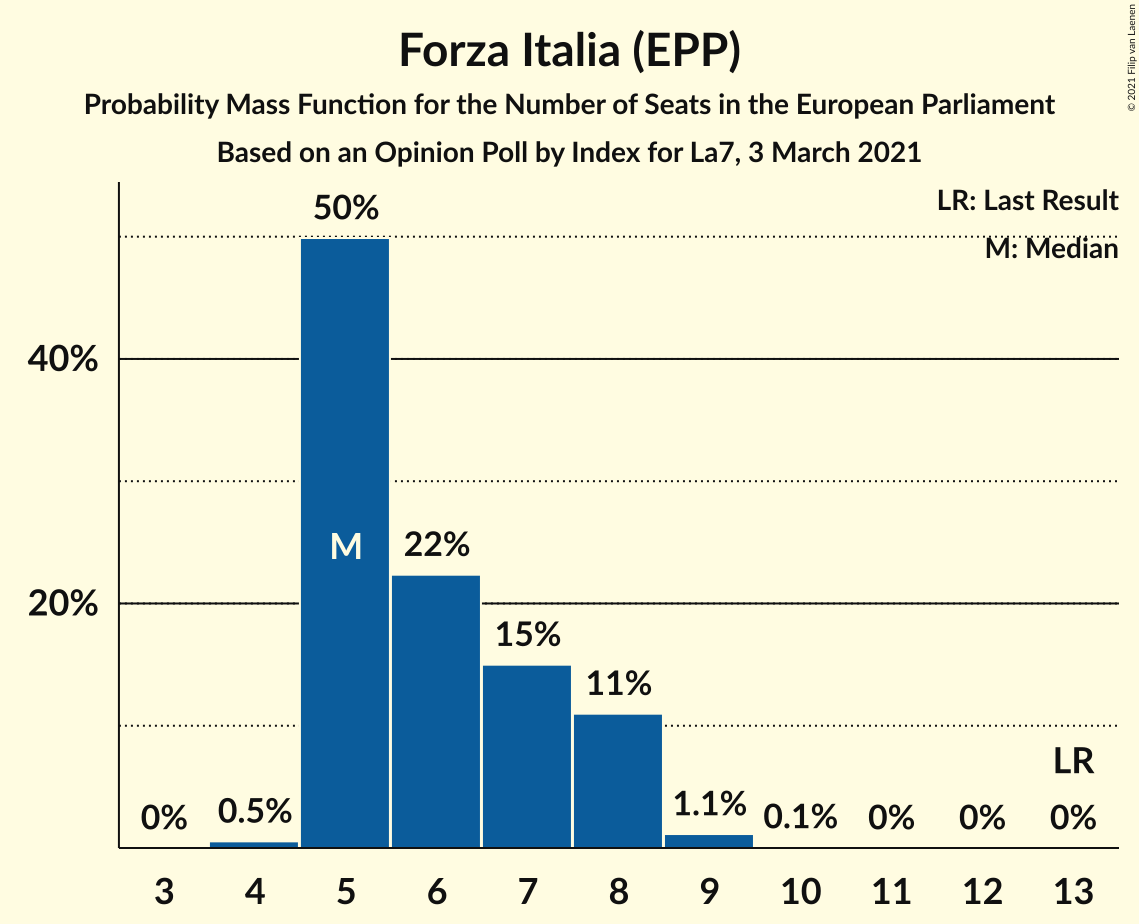 Forza Italia (EPP)
Probability Mass Function for the Number of Seats in the European Parliament
Based on an Opinion Poll by Index for La7, 3 March 2021
© 2021 Filip van Laenen
LR: Last Result
M: Median
50%
40%
M
22%
20%
15%
11%
LR
0%
0.5%
1.1%
0.1%
0%
0%
0%
3 4 5 6 7 8 9 10 11 12 13